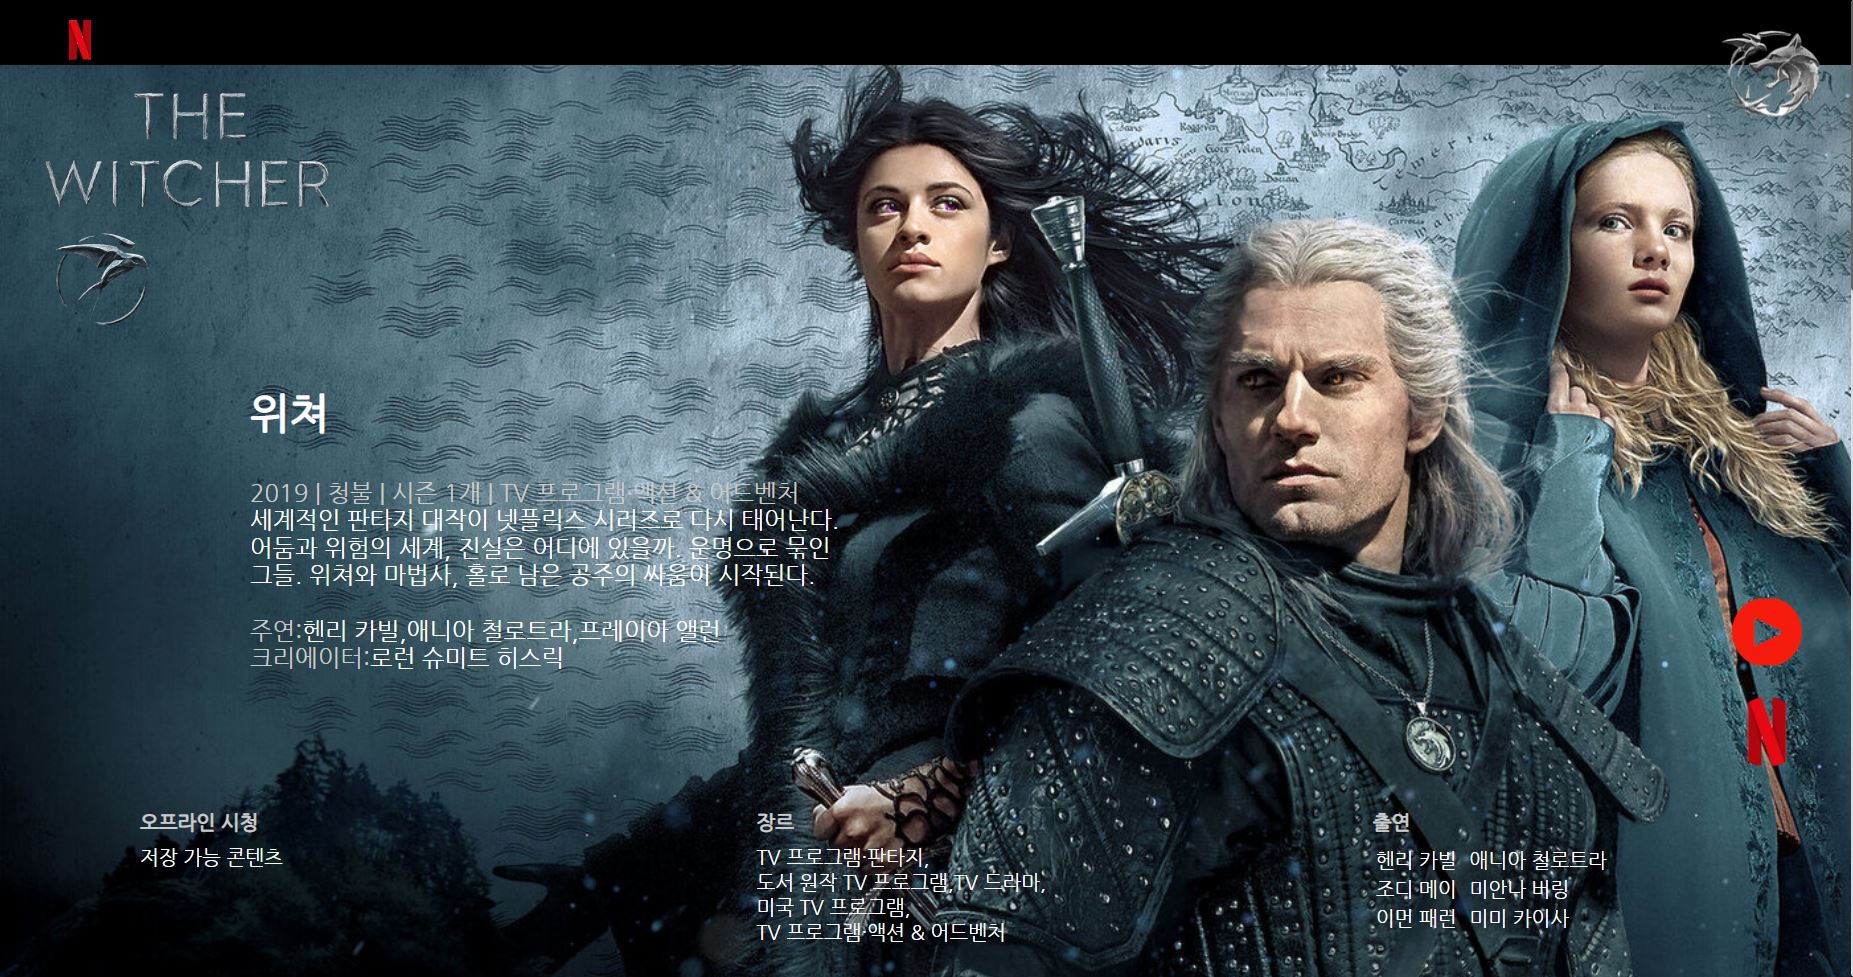 N
THE
WITCHER
위쳐
2019 | 청불 | 시즌 1개 | TV 프로그램·액션 & 어드벤처
세계적인 판타지 대작이 넷플릭스 시리즈로 다시 태어난다.
어둠과 위험의 세계, 진실은 어디에 있을까. 운명으로 묶인
그들. 위쳐와 마법사, 홀로 남은 공주의 싸움이 시작된다.
주연:헨리 카빌,애니아 철로트라,프레이아 앨런
크리에이터:로런 슈미트 히스릭
N
오프라인 시청
저장 가능 콘텐츠
장르
TV 프로그램·판타지,
도서 원작 TV 프로그램,TV 드라마,
미국 TV 프로그램,
TV 프로그램·액션 & 어드벤처
출연
헨리 카빌 애니아 철로트라
조디 메이 미안나 버링
이먼 패런 미미 카이사